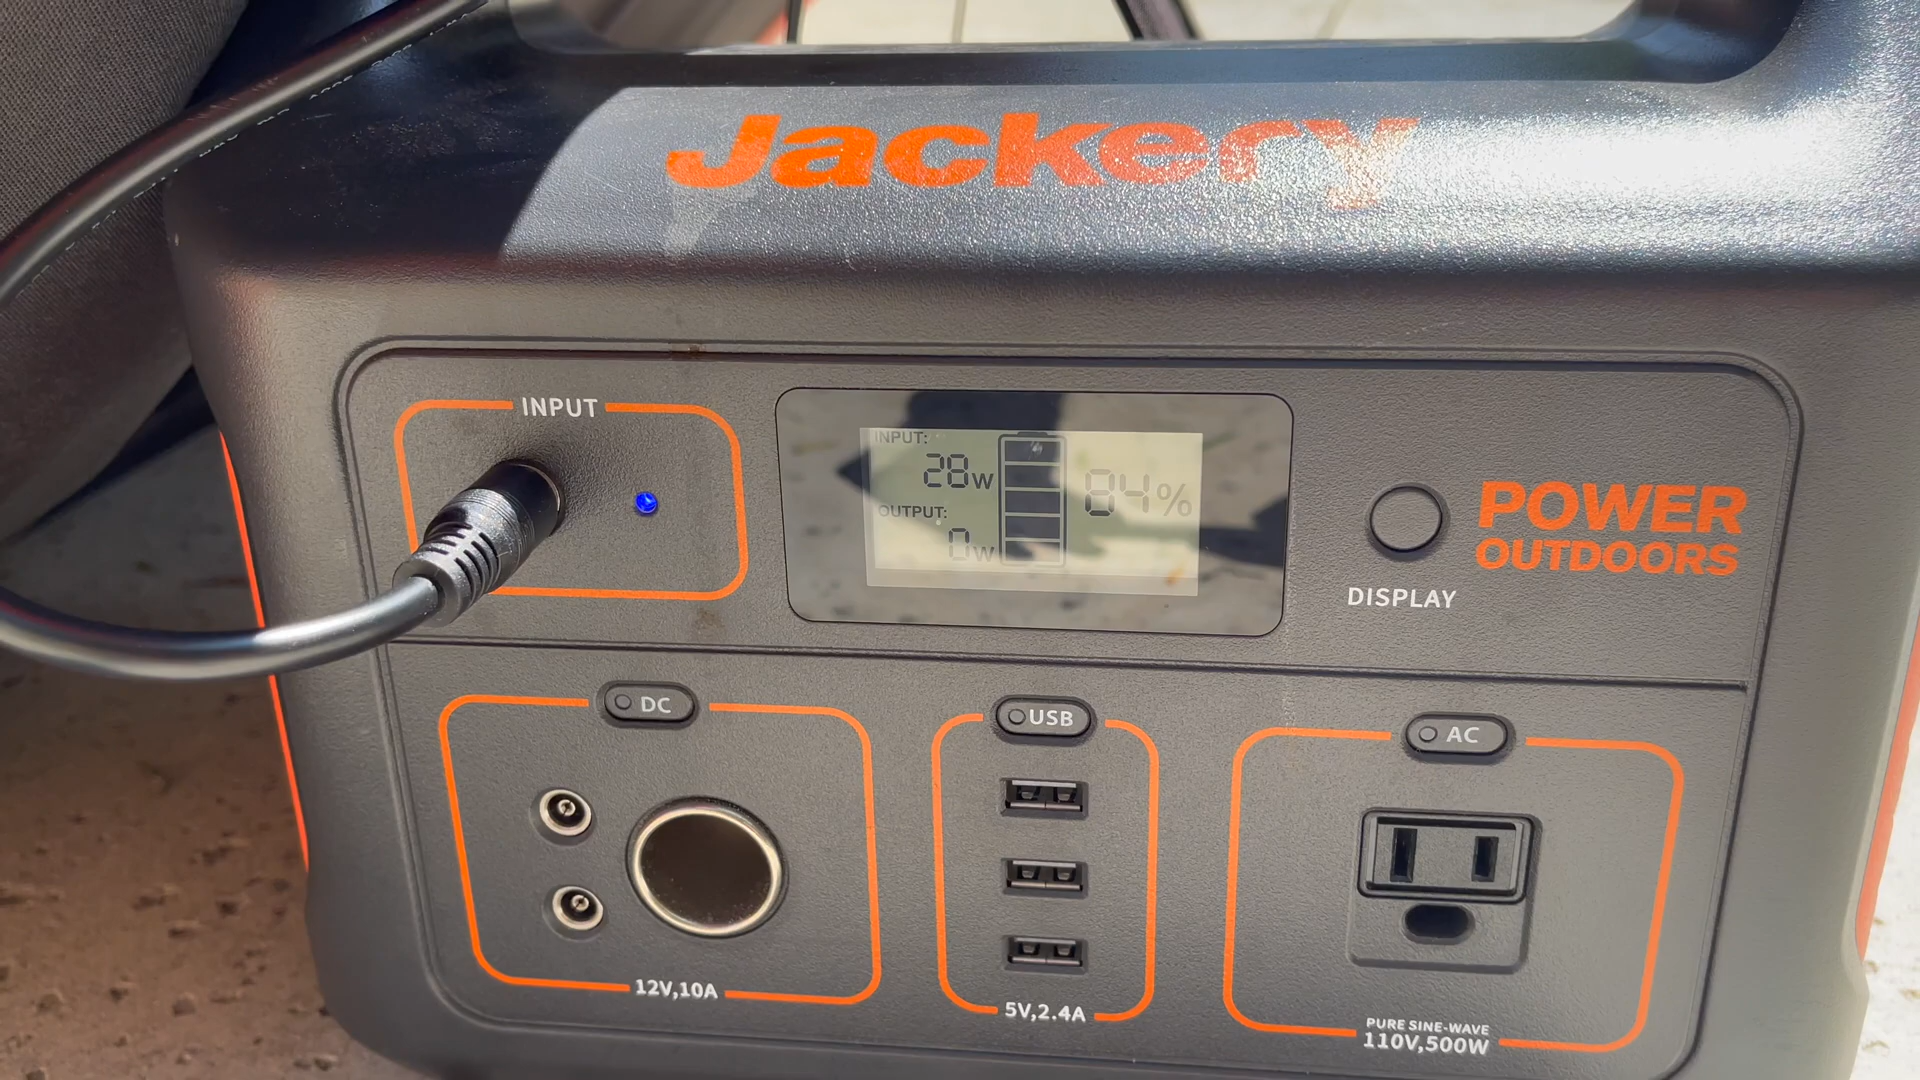 Jackery
INPUT
INPUT:
28W
84%
OUTPUT:
0W
POWER
OUTDOORS
DISPLAY
DC
USB
AC
12V,10A
5V,2.4A
PURE SINE-WAVE
110V,500W